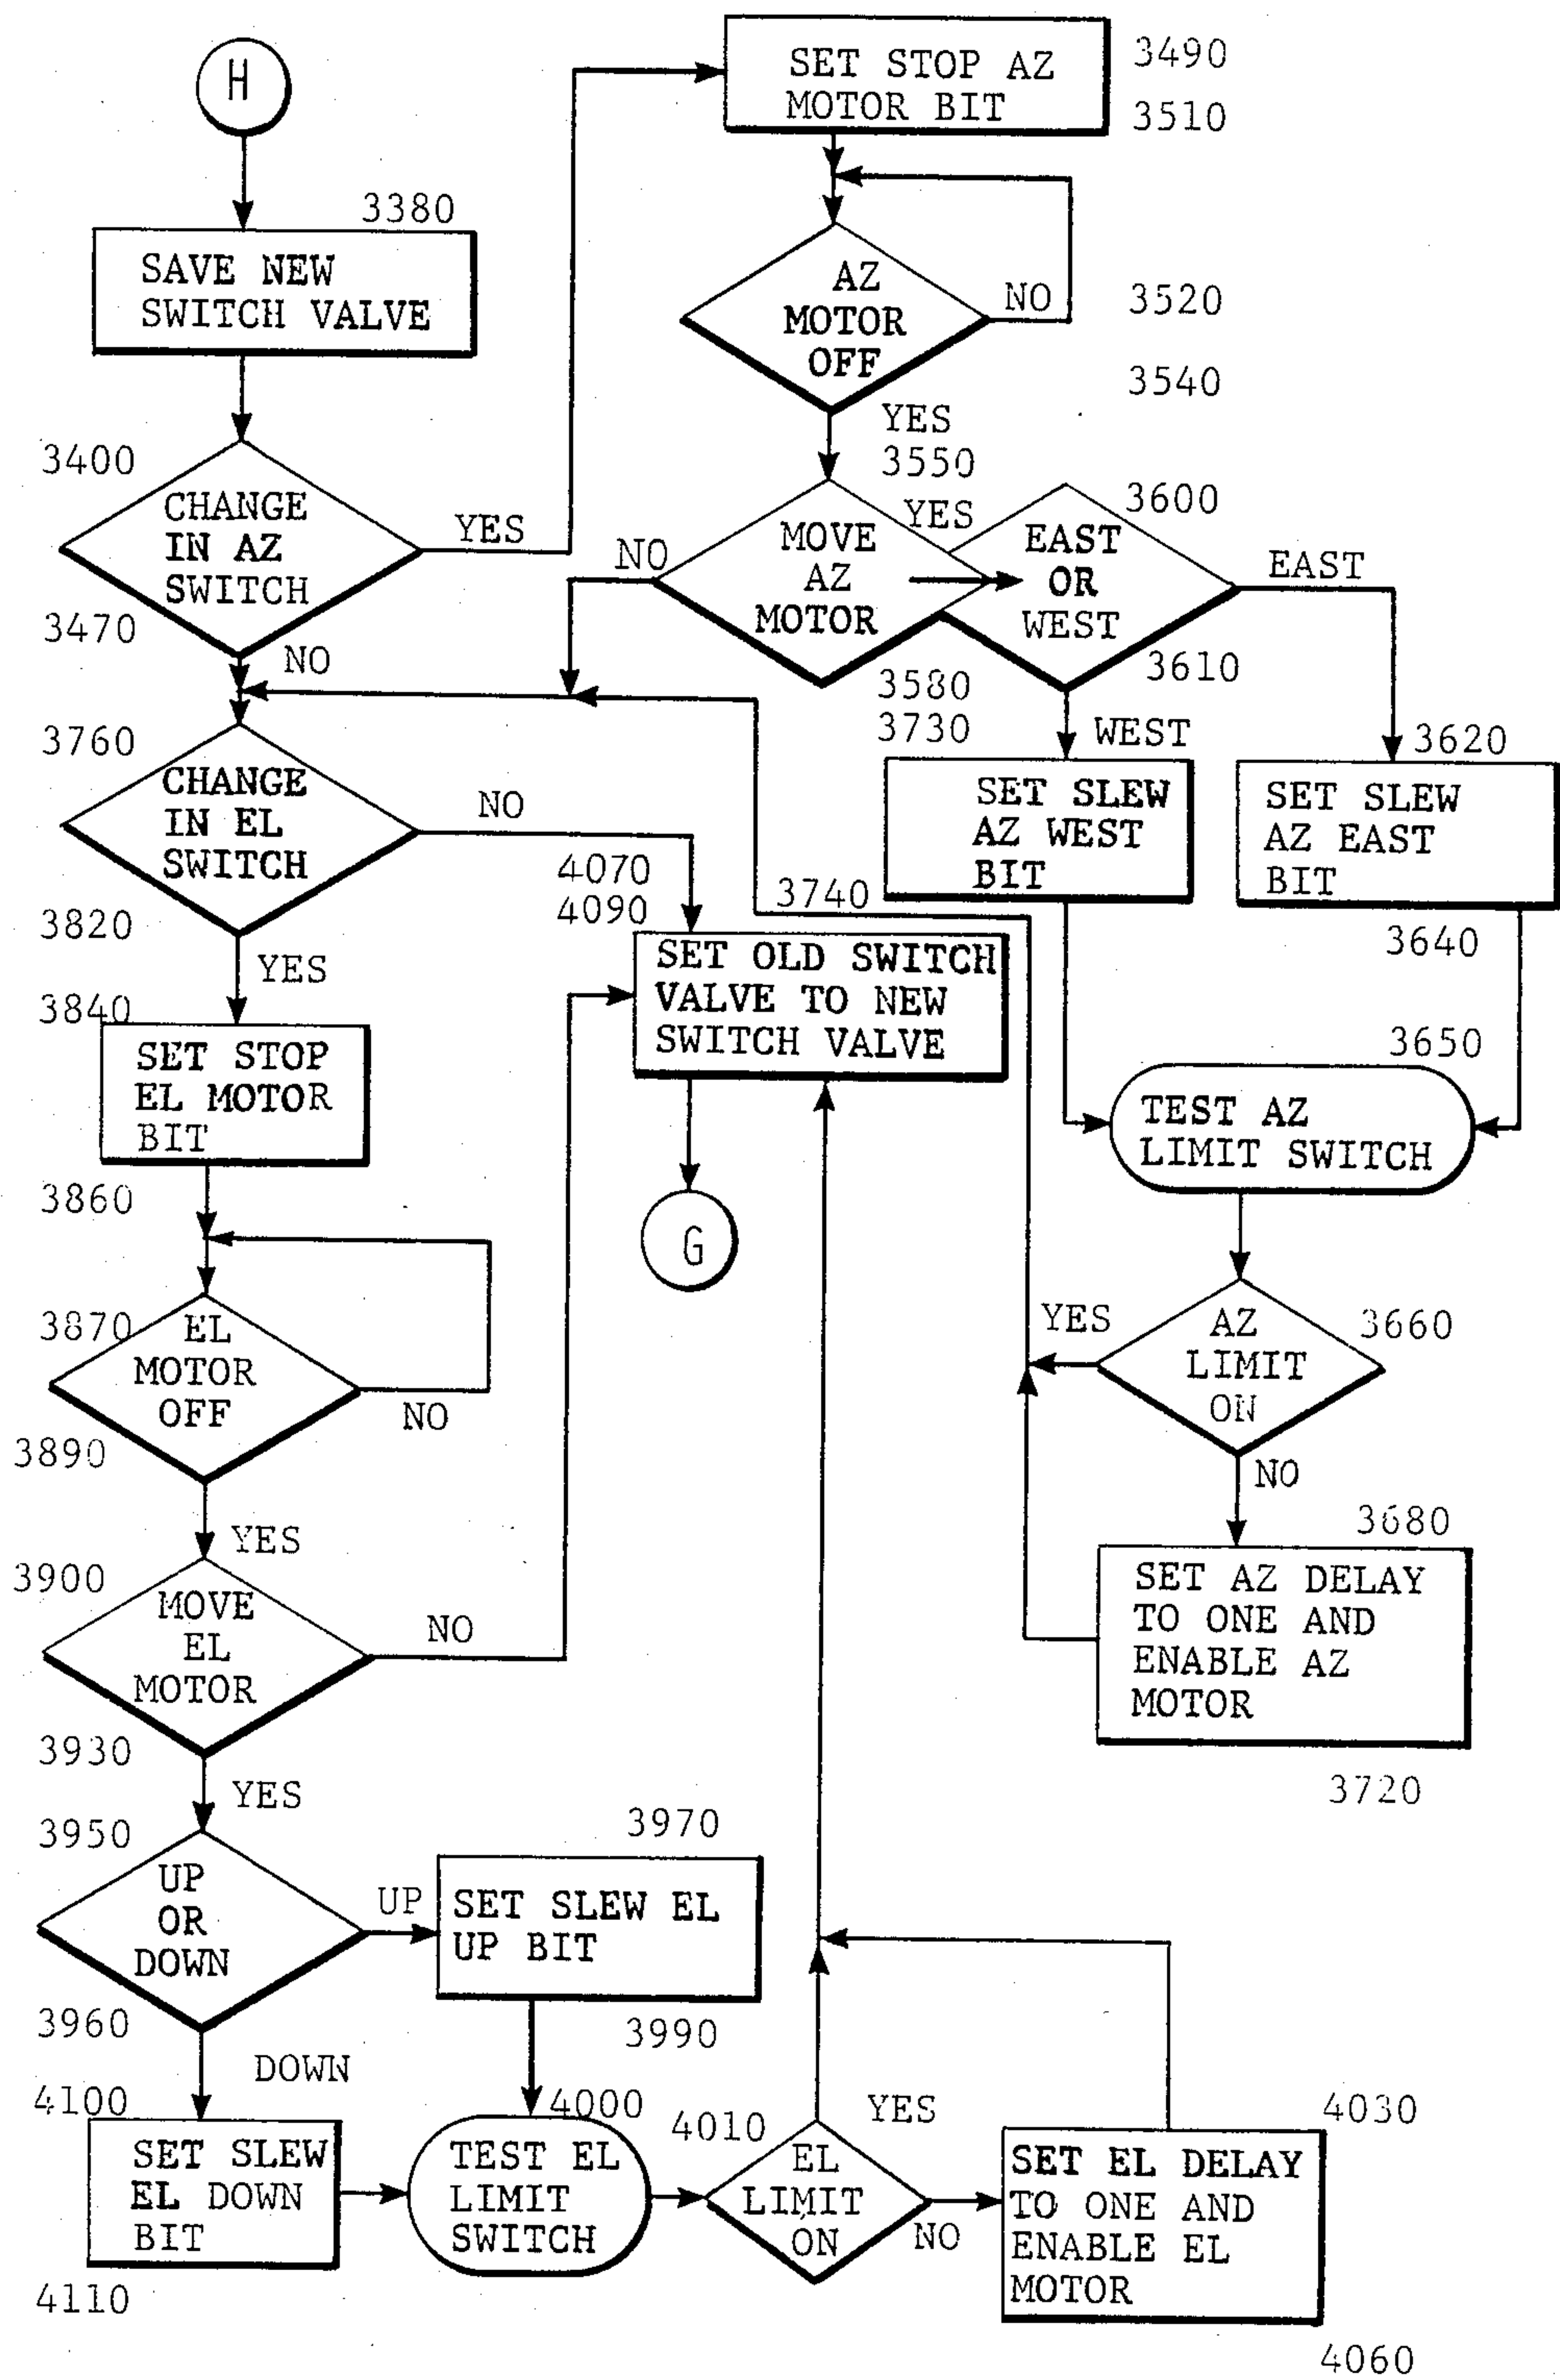 H
3380
SAVE NEW
SWITCH VALVE
3400
CHANGE
IN AZ
SWITCH
YES
3470
NO
SET STOP AZ
MOTOR BIT
3490
3510
AZ
MOTOR
OFF
NO
3520
3540
YES
3550
MOVE
AZ
MOTOR
NO
YES
3580
3730
3600
EAST
OR
WEST
EAST
3610
WEST
3620
SET SLEW
AZ WEST
BIT
SET SLEW
AZ EAST
BIT
3640
3740
3650
TEST AZ
LIMIT SWITCH
YES
AZ
LIMIT
ON
3660
NO
3680
SET AZ DELAY
TO ONE AND
ENABLE AZ
MOTOR
3720
3760
CHANGE
IN EL
SWITCH
NO
3820
YES
4070
4090
SET OLD SWITCH
VALVE TO NEW
SWITCH VALVE
G
3840
SET STOP
EL MOTOR
BIT
3860
3870
EL
MOTOR
OFF
NO
3890
YES
3900
MOVE
EL
MOTOR
NO
3930
YES
3950
UP
OR
DOWN
UP
3960
DOWN
3970
SET SLEW EL
UP BIT
3990
4100
SET SLEW
EL DOWN
BIT
4110
4000
TEST EL
LIMIT
SWITCH
4010
EL
LIMIT
ON
YES
NO
4030
SET EL DELAY
TO ONE AND
ENABLE EL
MOTOR
4060